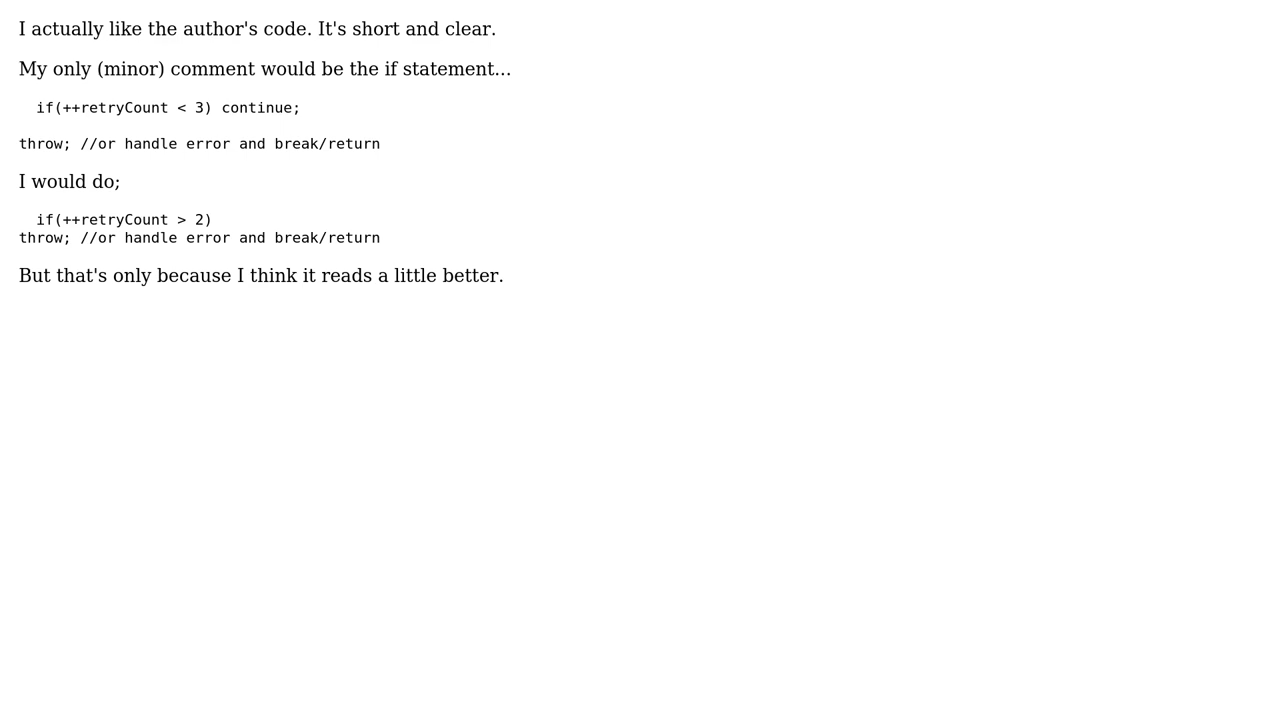 I actually like the author's code. It's short and clear.
My only (minor) comment would be the if statement...
if(++retryCount < 3) continue;
throw; //or handle error and break/return
I would do;
if(++retryCount > 2)
throw; //or handle error and break/return
But that's only because I think it reads a little better.